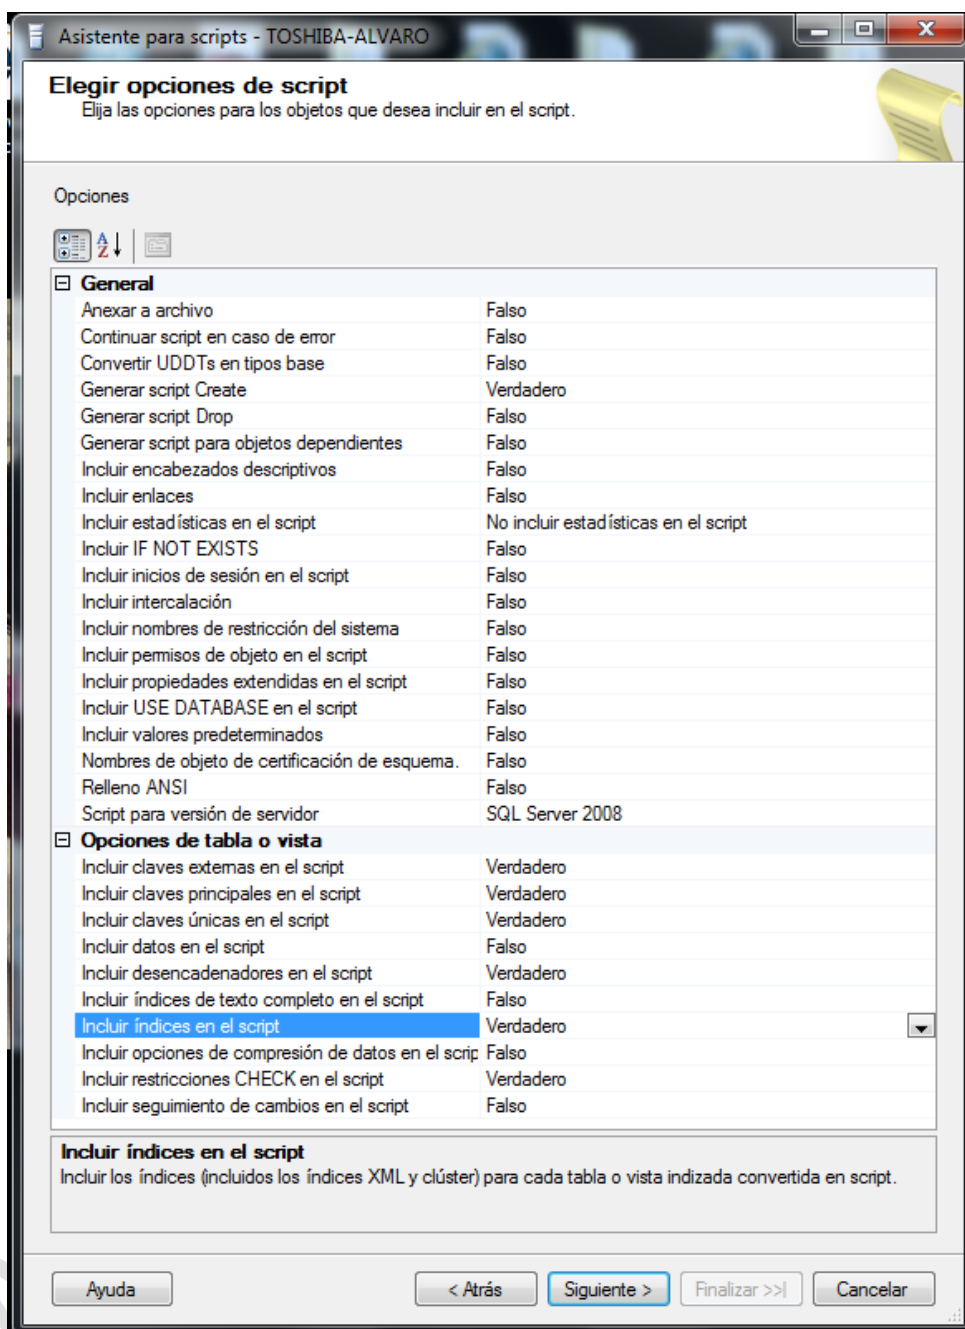 Asistente para scripts - TOSHIBA-ALVARO
Elegir opciones de script
Elija las opciones para los objetos que desea incluir en el script.
Opciones
General
Anexar a archivo Falso
Continuar script en caso de error Falso
Convertir UDDTs en tipos base Falso
Generar script Create Verdadero
Generar script Drop Falso
Generar script para objetos dependientes Falso
Incluir encabezados descriptivos Falso
Incluir enlaces Falso
Incluir estadísticas en el script No incluir estadísticas en el script
Incluir IF NOT EXISTS Falso
Incluir inicios de sesión en el script Falso
Incluir intercalación Falso
Incluir nombres de restricción del sistema Falso
Incluir permisos de objeto en el script Falso
Incluir propiedades extendidas en el script Falso
Incluir USE DATABASE en el script Falso
Incluir valores predeterminados Falso
Nombres de objeto de certificación de esquema. Falso
Relleno ANSI Falso
Script para versión de servidor SQL Server 2008
Opciones de tabla o vista
Incluir claves externas en el script Verdadero
Incluir claves principales en el script Verdadero
Incluir claves únicas en el script Verdadero
Incluir datos en el script Falso
Incluir desencadenadores en el script Verdadero
Incluir índices de texto completo en el script Falso
Incluir índices en el script Verdadero
Incluir opciones de compresión de datos en el scrip Falso
Incluir restricciones CHECK en el script Verdadero
Incluir seguimiento de cambios en el script Falso
Incluir índices en el script
Incluir los índices (incluidos los índices XML y clúster) para cada tabla o vista indizada convertida en script.
Ayuda < Atrás Siguiente > Finalizar >>| Cancelar